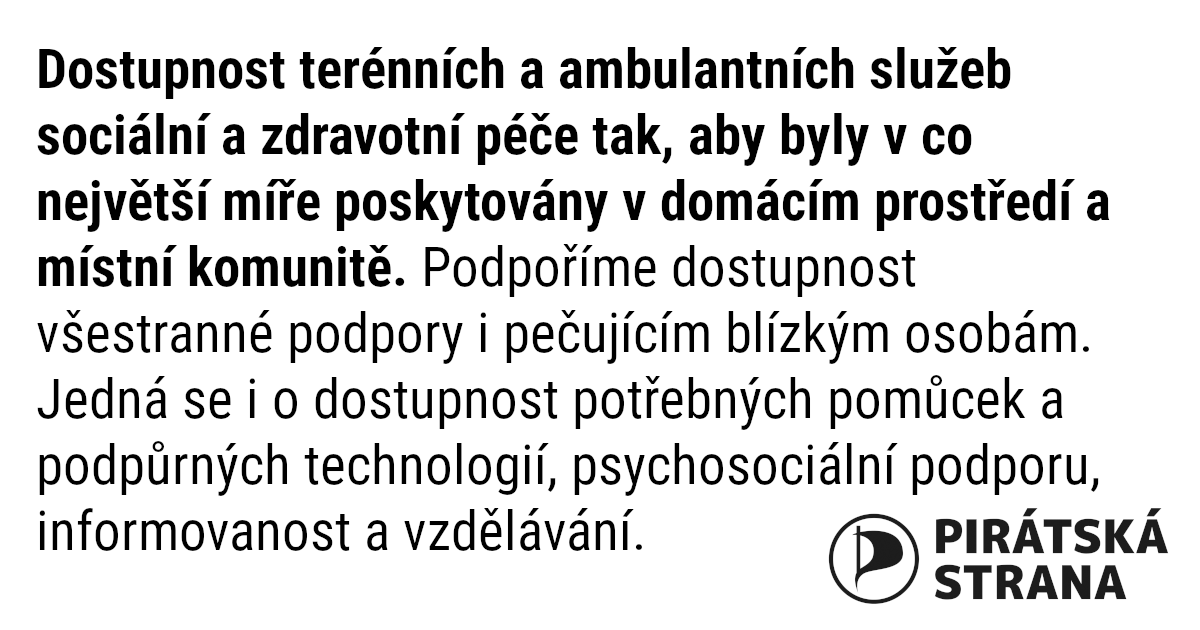 Dostupnost terénních a ambulantních služeb
sociální a zdravotní péče tak, aby byly v co
největší míře poskytovány v domácím prostředí a
místní komunitě. Podpoříme dostupnost
všestranné podpory i pečujícím blízkým osobám.
Jedná se i o dostupnost potřebných pomůcek a
podpůrných technologií, psychosociální podporu,
informovanost a vzdělávání.
PIRÁTSKÁ
STRANA